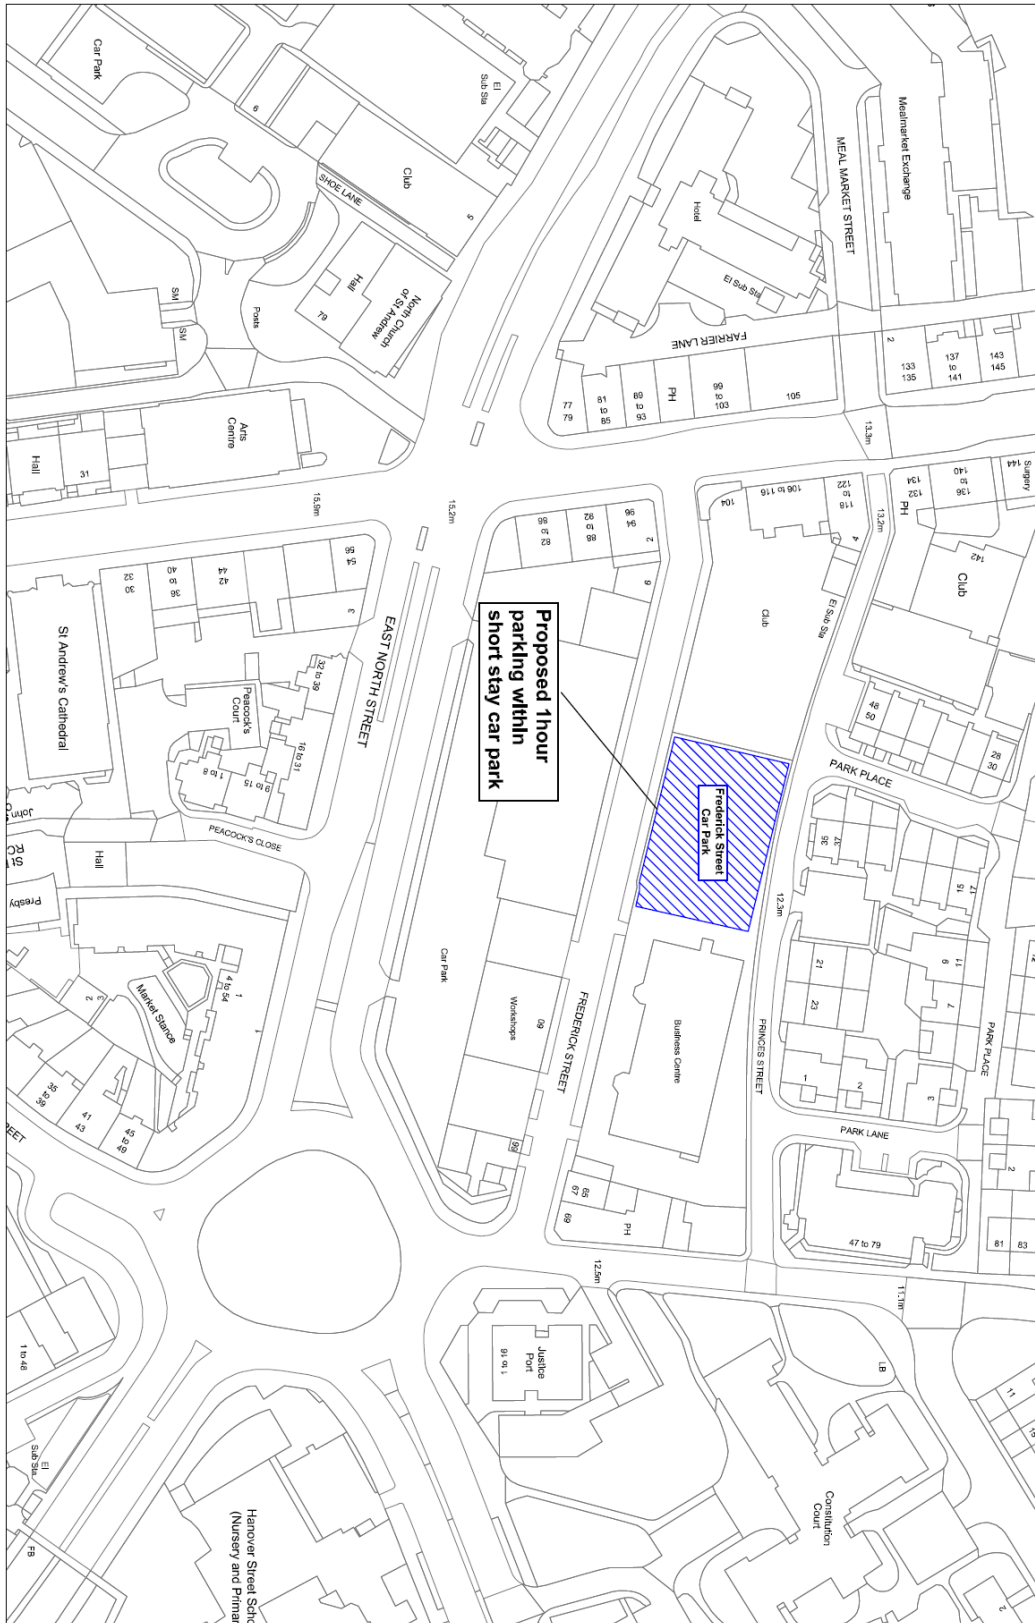 Car Park
6
El
Sub Sta
Club
5
SHOE LANE
Hall
79
North Church
of St Andrew
SM
SM
Posts
Arts
Centre
Hall
31
15.9m
15.2m
Mealmarket Exchange
MEAL MARKET STREET
Hotel
El Sub Sta
FARRIER LANE
77
79
81
to
85
89
to
93
PH
99
to
103
105
2
133
135
137
to
141
143
145
13.3m
13.2m
Surgery
144
140
to
136
134
132
PH
142
Club
122
to
118
4
106 to 116
104
El Sub Sta
Club
96
94
2
92
to
88
86
to
82
6
56
54
3
44
42
40
to
36
32
30
St Andrew's Cathedral
32 to 39
Peacock's
Court
16 to 31
9 to 15
1 to 8
PEACOCK'S CLOSE
EAST NORTH STREET
Proposed 1hour
parking within
short stay car park
Frederick Street
Car Park
48
50
28
30
PARK PLACE
37
35
17
15
12.3m
21
23
11
9
7
PARK PLACE
PRINCES STREET
1
2
3
PARK LANE
2
81
83
47 to 79
Car Park
Workshops
60
FREDERICK STREET
Business Centre
66
65
67
69
PH
12.5m
11.1m
Hall
Presby
Market Stance
1
4 to 54
1
3
2
35
to
39
41
43
45
to
49
REET
1 to 48
El
Sub Sta
FB
Hanover Street Scho
(Nursery and Primar
Justice
Port
1 to 16
LB
Constitution
Court
11
2